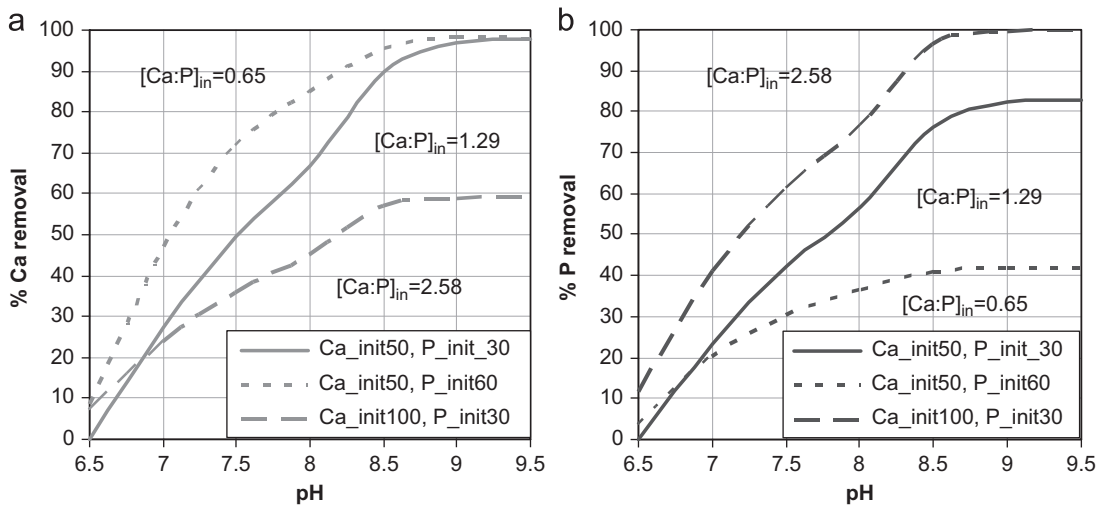 a
100
90
80
70
60
50
40
30
20
10
0
% Ca removal
[Ca:P]in=0.65
[Ca:P]in=1.29
[Ca:P]in=2.58
Ca_init50, P_init_30
Ca_init50, P_init60
Ca_init100, P_init30
6.5 7 7.5 8 8.5 9 9.5
pH
b
100
90
80
70
60
50
40
30
20
10
0
% P removal
[Ca:P]in=2.58
[Ca:P]in=1.29
[Ca:P]in=0.65
Ca_init50, P_init_30
Ca_init50, P_init60
Ca_init100, P_init30
6.5 7 7.5 8 8.5 9 9.5
pH